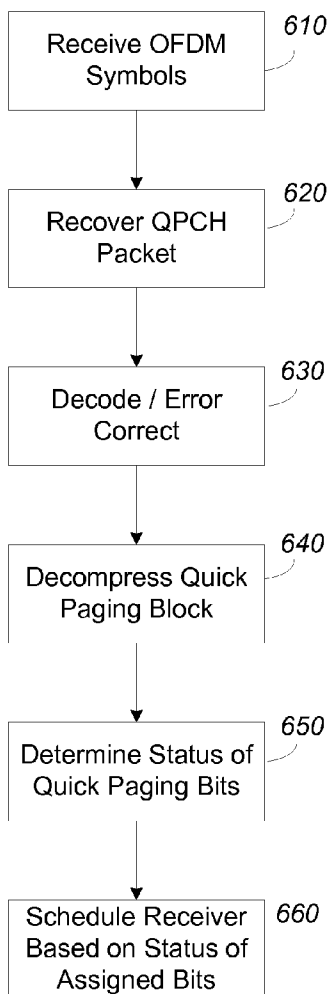 Receive OFDM
Symbols
610
Recover QPCH
Packet
620
Decode / Error
Correct
630
Decompress Quick
Paging Block
640
Determine Status of
Quick Paging Bits
650
Schedule Receiver
Based on Status of
Assigned Bits
660